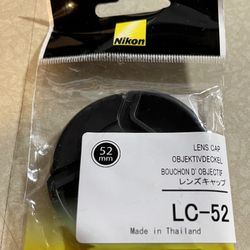 Nikon
52
mm
LENS CAP
OBJEKTIVDECKEL
BOUCHON D' OBJECTIF
レンズキャップ
LC-52
Made in Thailand